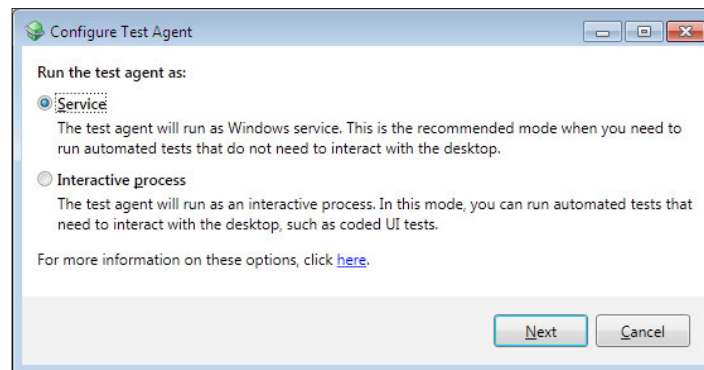 Configure Test Agent
Run the test agent as:
Service
The test agent will run as Windows service. This is the recommended mode when you need to
run automated tests that do not need to interact with the desktop.
Interactive process
The test agent will run as an interactive process. In this mode, you can run automated tests that
need to interact with the desktop, such as coded UI tests.
For more information on these options, click here.
Next
Cancel